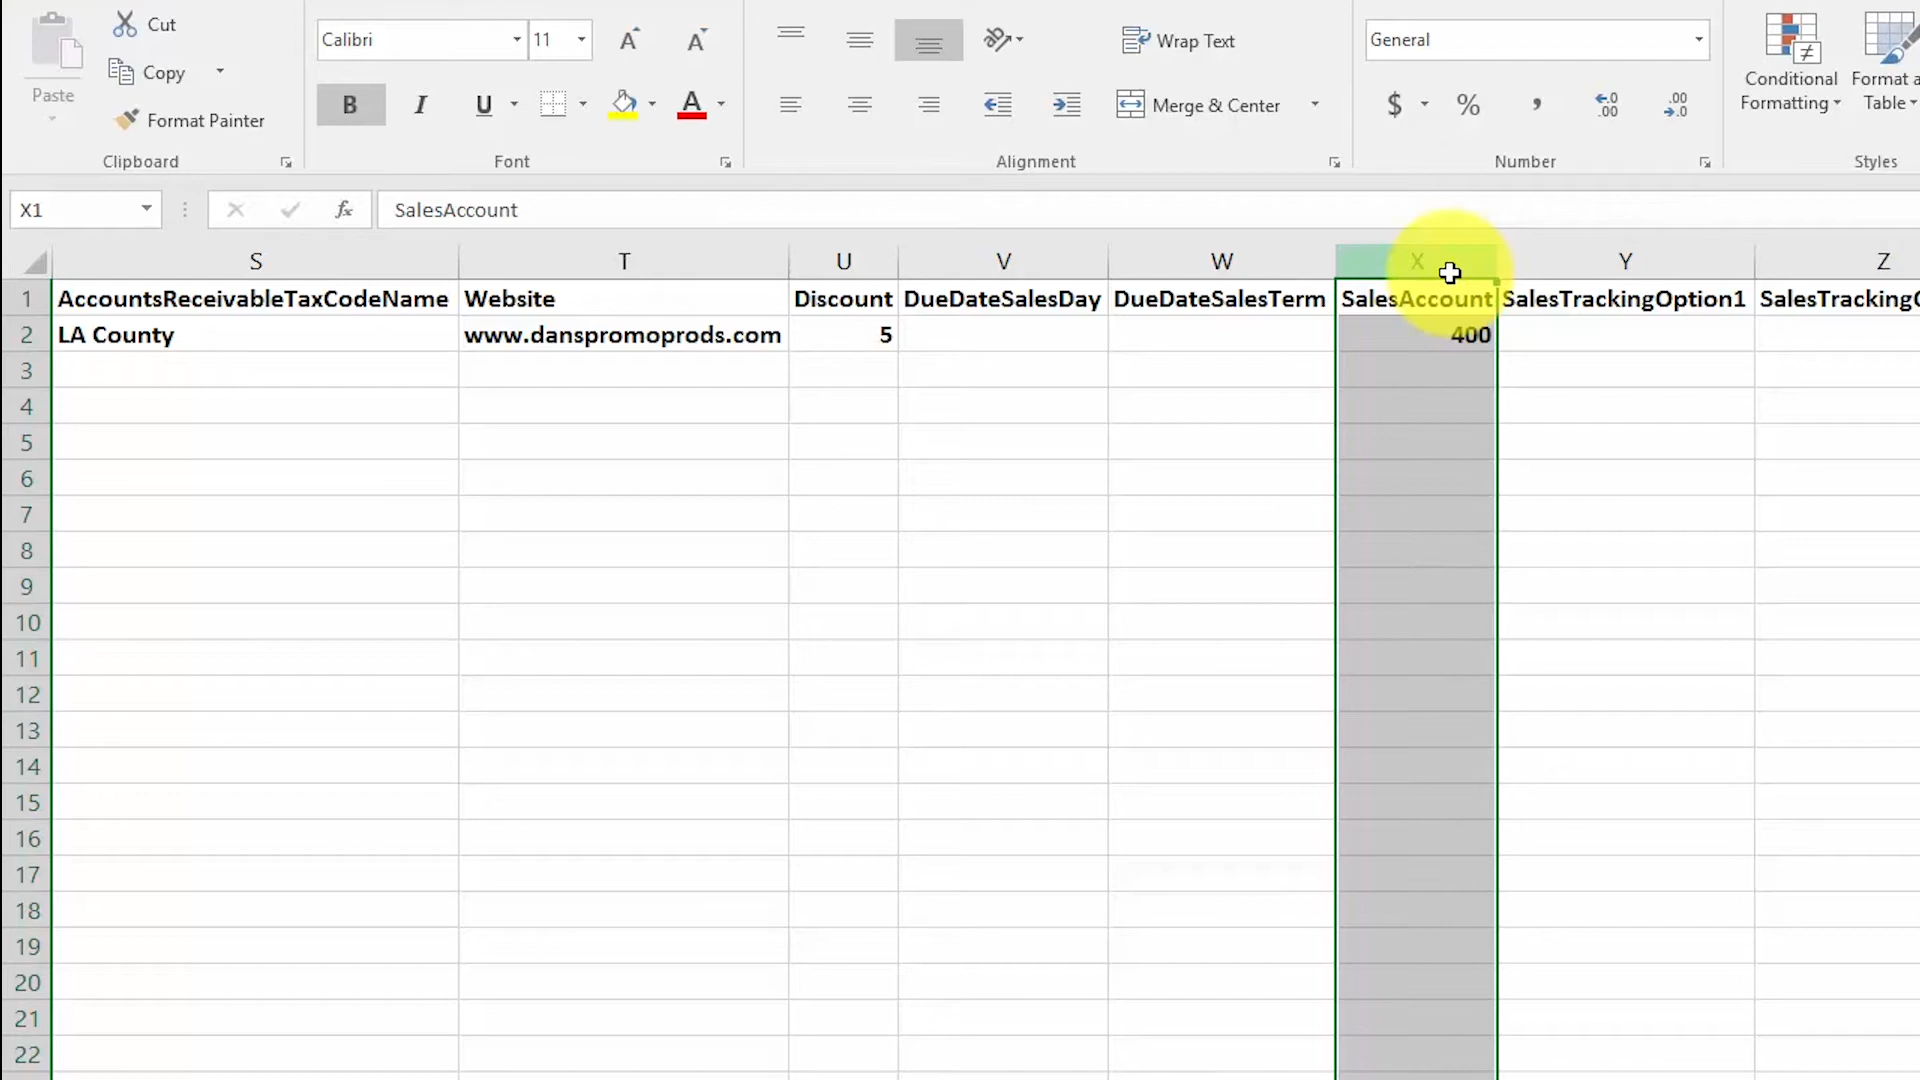 Cut
Calibri
11
Wrap Text
General
Copy
Paste
B I U
A
Merge & Center
$ % ,
Conditional
Formatting
Format a
Table
Format Painter
Clipboard
Font
Alignment
Number
Styles
X1
fx
SalesAccount
S T U V W X Y Z
1 AccountsReceivableTaxCodeName Website Discount DueDateSalesDay DueDateSalesTerm SalesAccount SalesTrackingOption1 SalesTrackingO
2 LA County www.danspromoprods.com 5 400
3
4
5
6
7
8
9
10
11
12
13
14
15
16
17
18
19
20
21
22